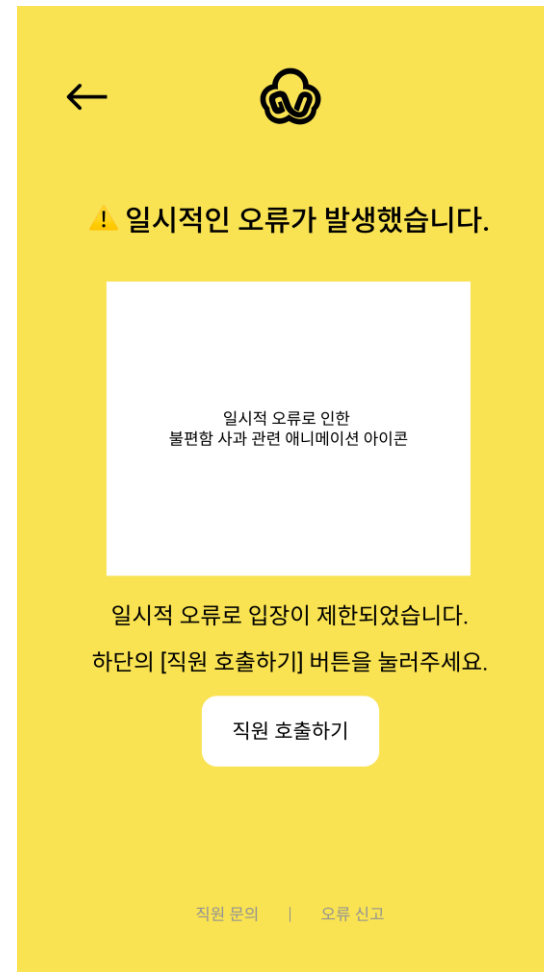 일시적인 오류가 발생했습니다.
일시적 오류로 인한
불편함 사과 관련 애니메이션 아이콘
일시적 오류로 입장이 제한되었습니다.
하단의 [직원 호출하기] 버튼을 눌러주세요.
직원 호출하기
직원 문의 | 오류 신고